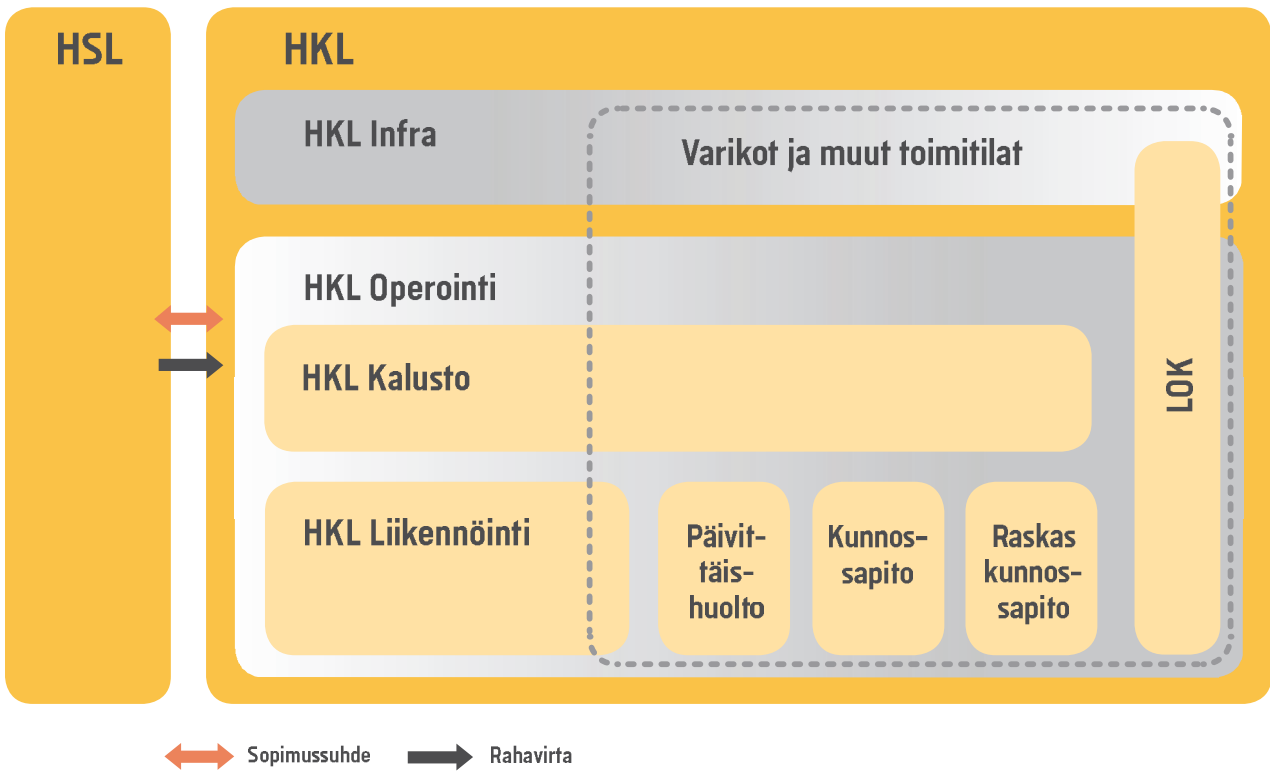 HSL
HKL
HKL Infra
Varikot ja muut toimitilat
HKL Operointi
HKL Kalusto
LOK
HKL Liikennöinti
Päivit-
täis-
huolto
Kunnos-
sapito
Raskas
kunnos-
sapito
Sopimussuhde
Rahavirta